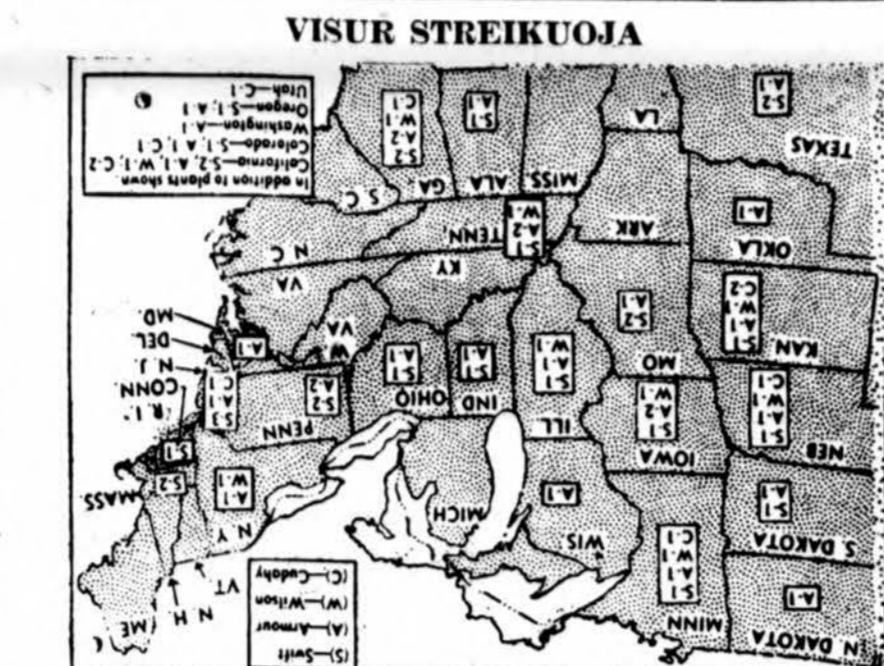 VISUR STREIKUOJA
(S)—Swift
(A)—Armour
(W)—Wilson
(C)—Cudahy
N. DAKOTA
A-1
MINN
S-1
A-1
W-1
C-1
S. DAKOTA
S-1
A-1
WIS
A-1
MICH
ME
N. H.
VT
N Y
A-1
W-1
MASS.
S-2
S-1
R. I.
CONN.
NEB
S-1
A-1
W-1
C-1
IOWA
S-1
A-2
W-1
ILL
S-1
A-1
W-1
IND
S-1
A-1
OHIO
S-1
A-1
PENN
S-2
A-2
N. J.
S-3
A-1
C-1
DEL.
MD.
A-1
KAN
S-1
A-1
W-1
C-2
MO
S-2
A-1
KY
W. VA
VA
OKLA
A-1
ARK
TENN.
S-1
A-2
W-1
N C
S C
TEXAS
S-2
A-1
LA
MISS.
ALA
S-1
A-1
GA
S-2
A-2
W-1
C-1
In addition to plants shown:
California—S-2, A-1, W-1, C-2
Colorado—S-1, A-1, C-1
Washington—A-1
Oregon—S-1, A-1
Utah—C-1